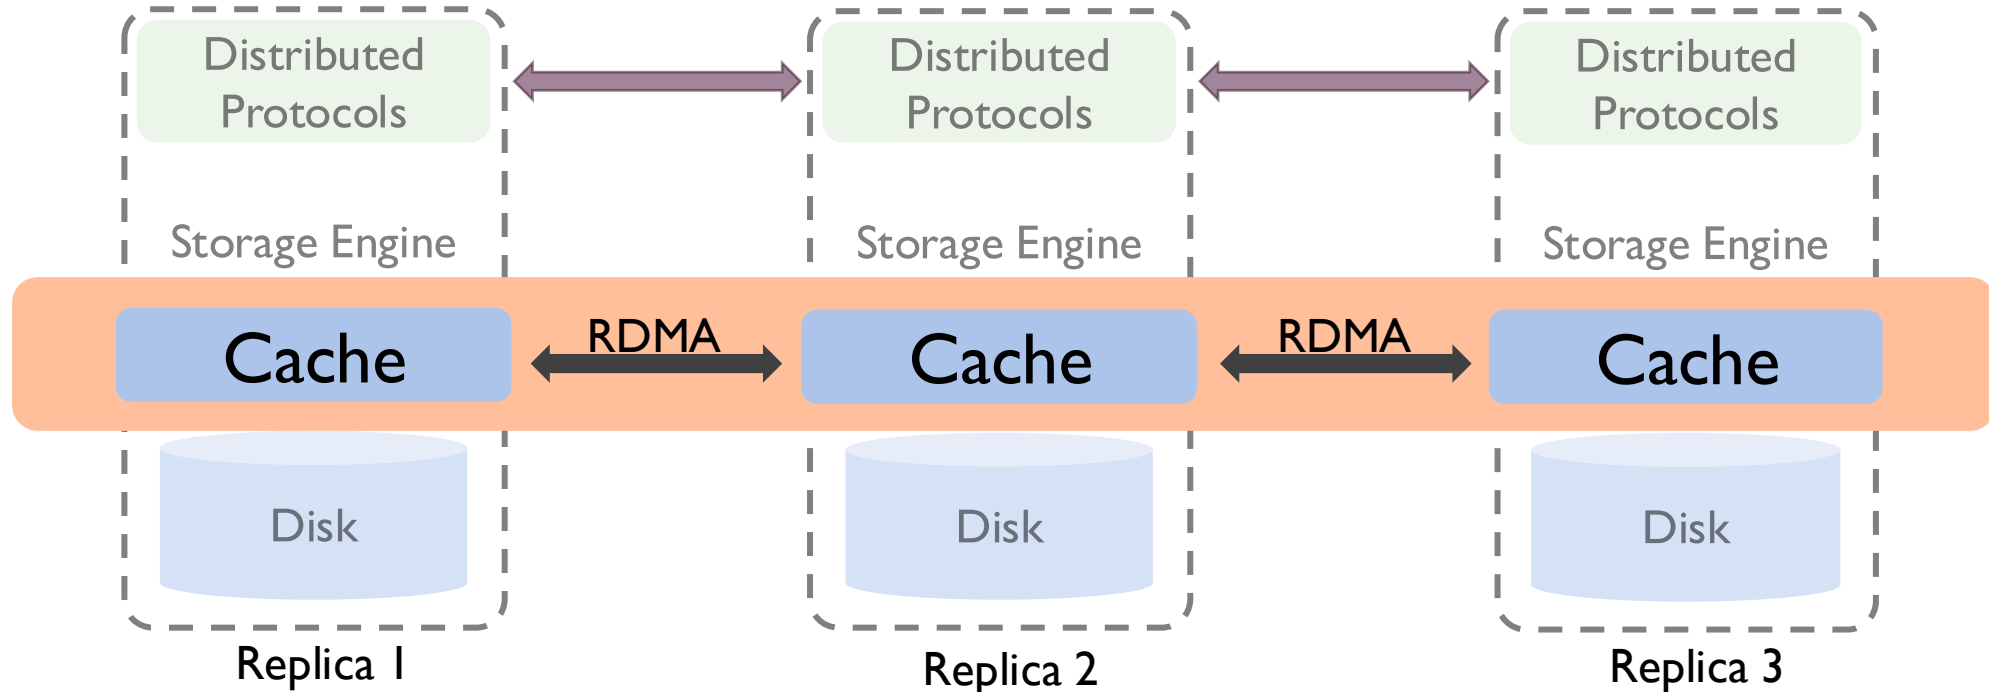 Distributed
Protocols
Distributed
Protocols
Distributed
Protocols
Storage Engine
Storage Engine
Storage Engine
Cache
RDMA
Cache
RDMA
Cache
Disk
Disk
Disk
Replica 1
Replica 2
Replica 3